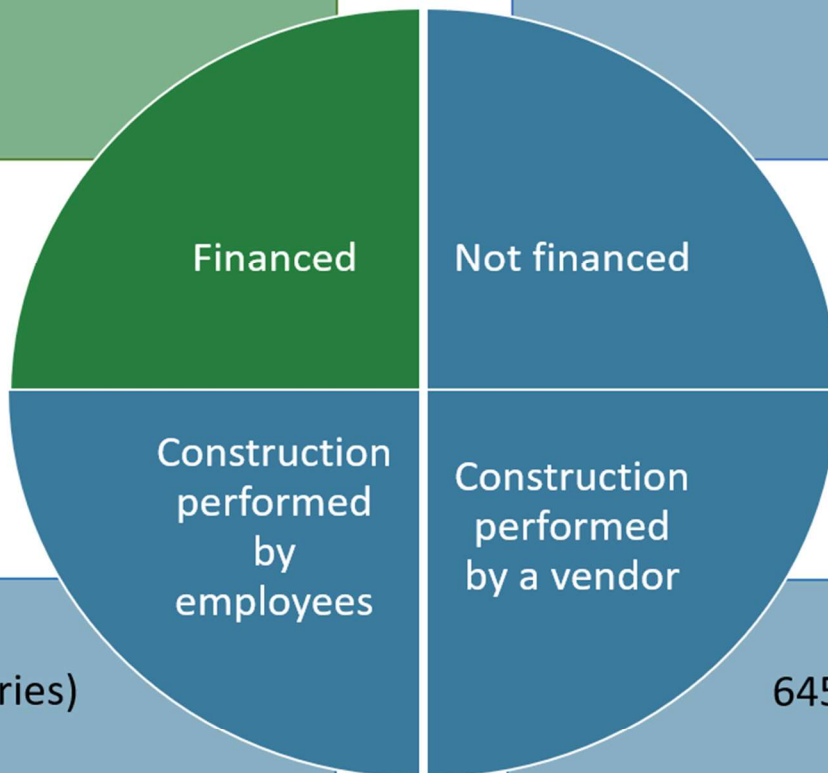 Financed
Not financed
Construction
performed
by
employees
Construction
performed
by a vendor
ries)
645